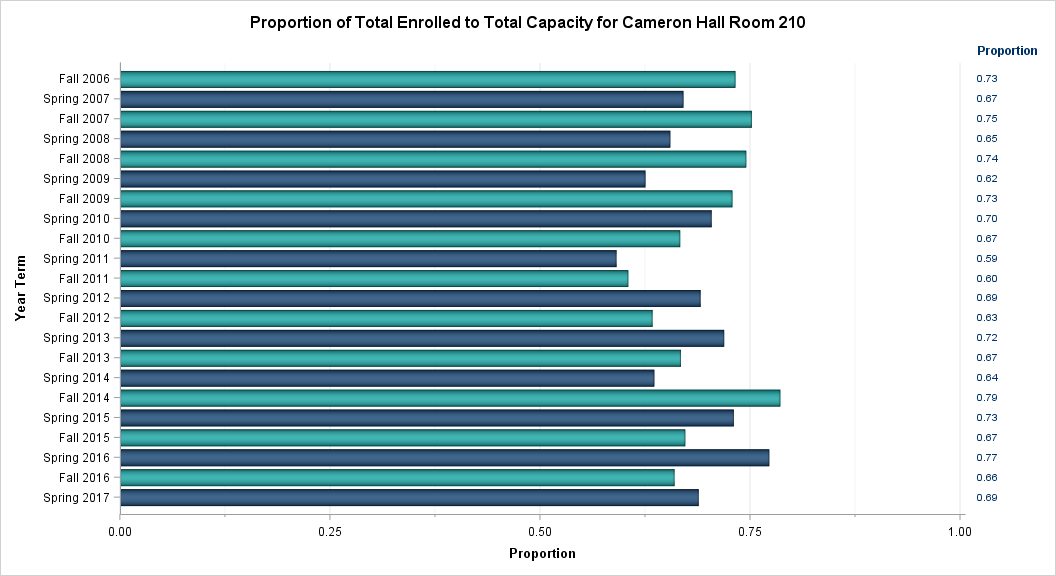 Proportion of Total Enrolled to Total Capacity for Cameron Hall Room 210
Proportion
Fall 2006 0.73
Spring 2007 0.67
Fall 2007 0.75
Spring 2008 0.65
Fall 2008 0.74
Spring 2009 0.62
Fall 2009 0.73
Spring 2010 0.70
Fall 2010 0.67
Spring 2011 0.59
Fall 2011 0.60
Spring 2012 0.69
Fall 2012 0.63
Spring 2013 0.72
Fall 2013 0.67
Spring 2014 0.64
Fall 2014 0.79
Spring 2015 0.73
Fall 2015 0.67
Spring 2016 0.77
Fall 2016 0.66
Spring 2017 0.69
Year Term
0.00 0.25 0.50 0.75 1.00
Proportion